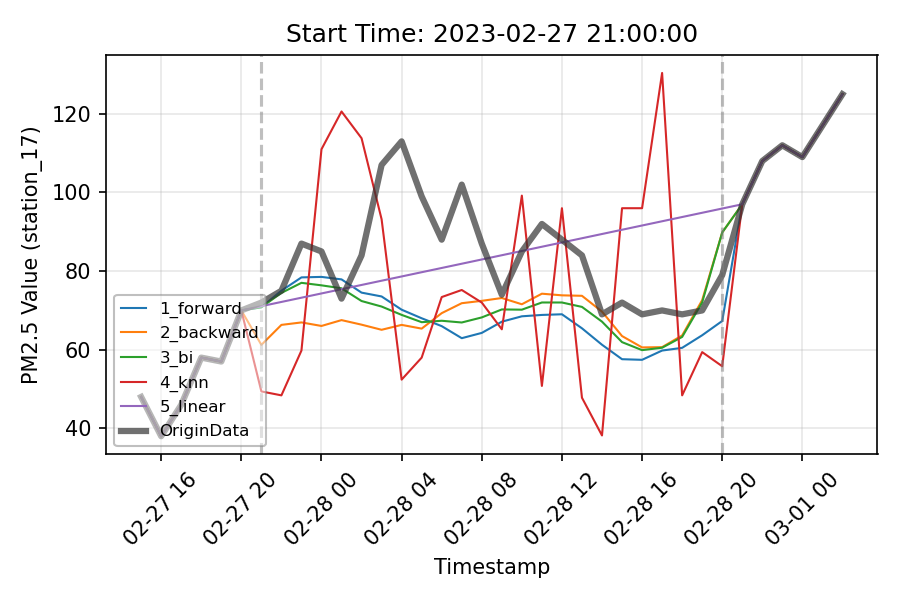 Start Time: 2023-02-27 21:00:00
PM2.5 Value (station_17)
120
100
80
60
40
1_forward
2_backward
3_bi
4_knn
5_linear
OriginData
02-27 16
02-27 20
02-28 00
02-28 04
02-28 08
02-28 12
02-28 16
02-28 20
03-01 00
Timestamp